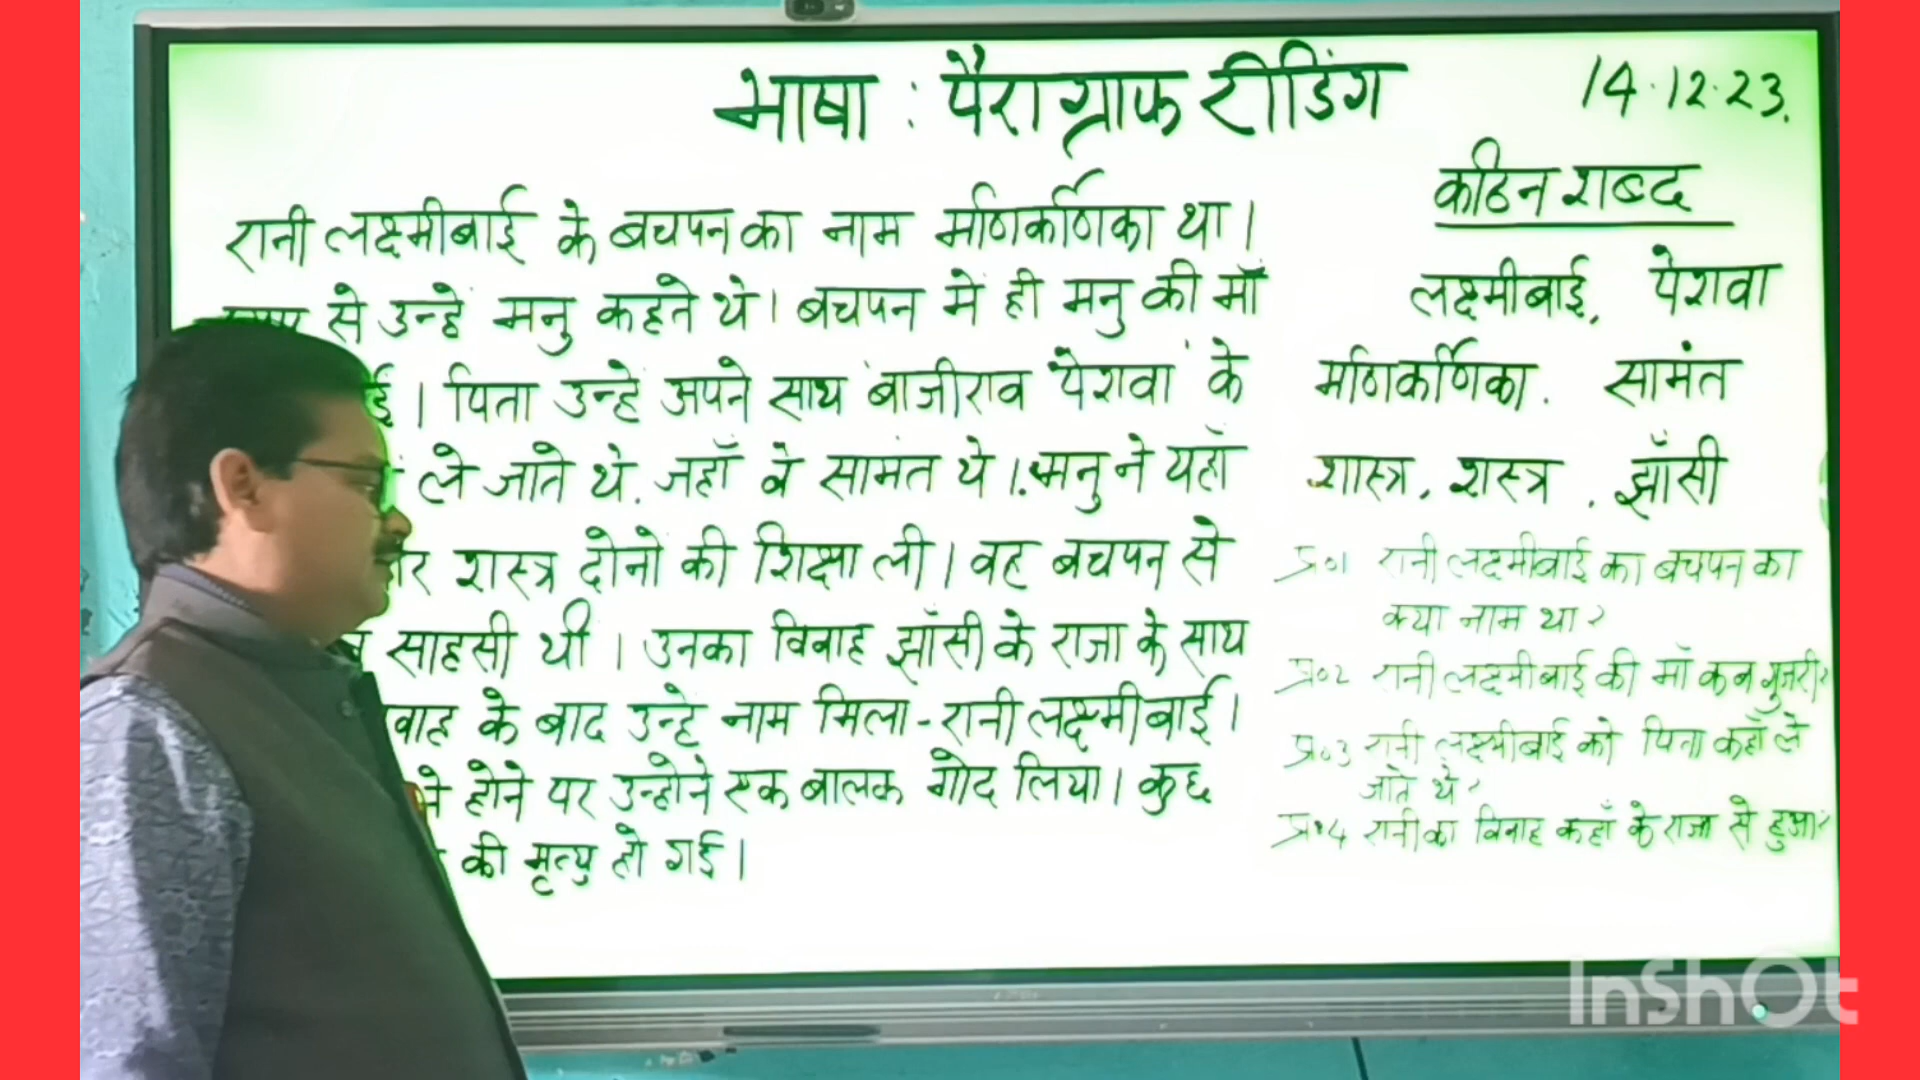 भाषा : पैराग्राफ रीडिंग
14.12.23.
रानी लक्ष्मीबाई के बचपन का नाम मणिकर्णिका था।
से उन्हें मनु कहते थे। बचपन में ही मनु की माँ
ई। पिता उन्हें अपने साथ बाजीराव पेशवा के
ले जाते थे. जहाँ वे सामंत थे। मनु ने यहाँ
र शस्त्र दोनों की शिक्षा ली। वह बचपन से
साहसी थी। उनका विवाह झाँसी के राजा के साथ
वाह के बाद उन्हें नाम मिला - रानी लक्ष्मीबाई।
होने पर उन्होंने एक बालक गोद लिया। कुछ
की मृत्यु हो गई।
कठिन शब्द
लक्ष्मीबाई, पेशवा
मणिकर्णिका. सामंत
शास्त्र, शस्त्र, झाँसी
प्र०1 रानी लक्ष्मीबाई का बचपन का
क्या नाम था?
प्र०2 रानी लक्ष्मीबाई की माँ कब गुजरी?
प्र०3 रानी लक्ष्मीबाई को पिता कहाँ ले
जाते थे?
प्र०4 रानी का विवाह कहाँ के राजा से हुआ?
InShOt